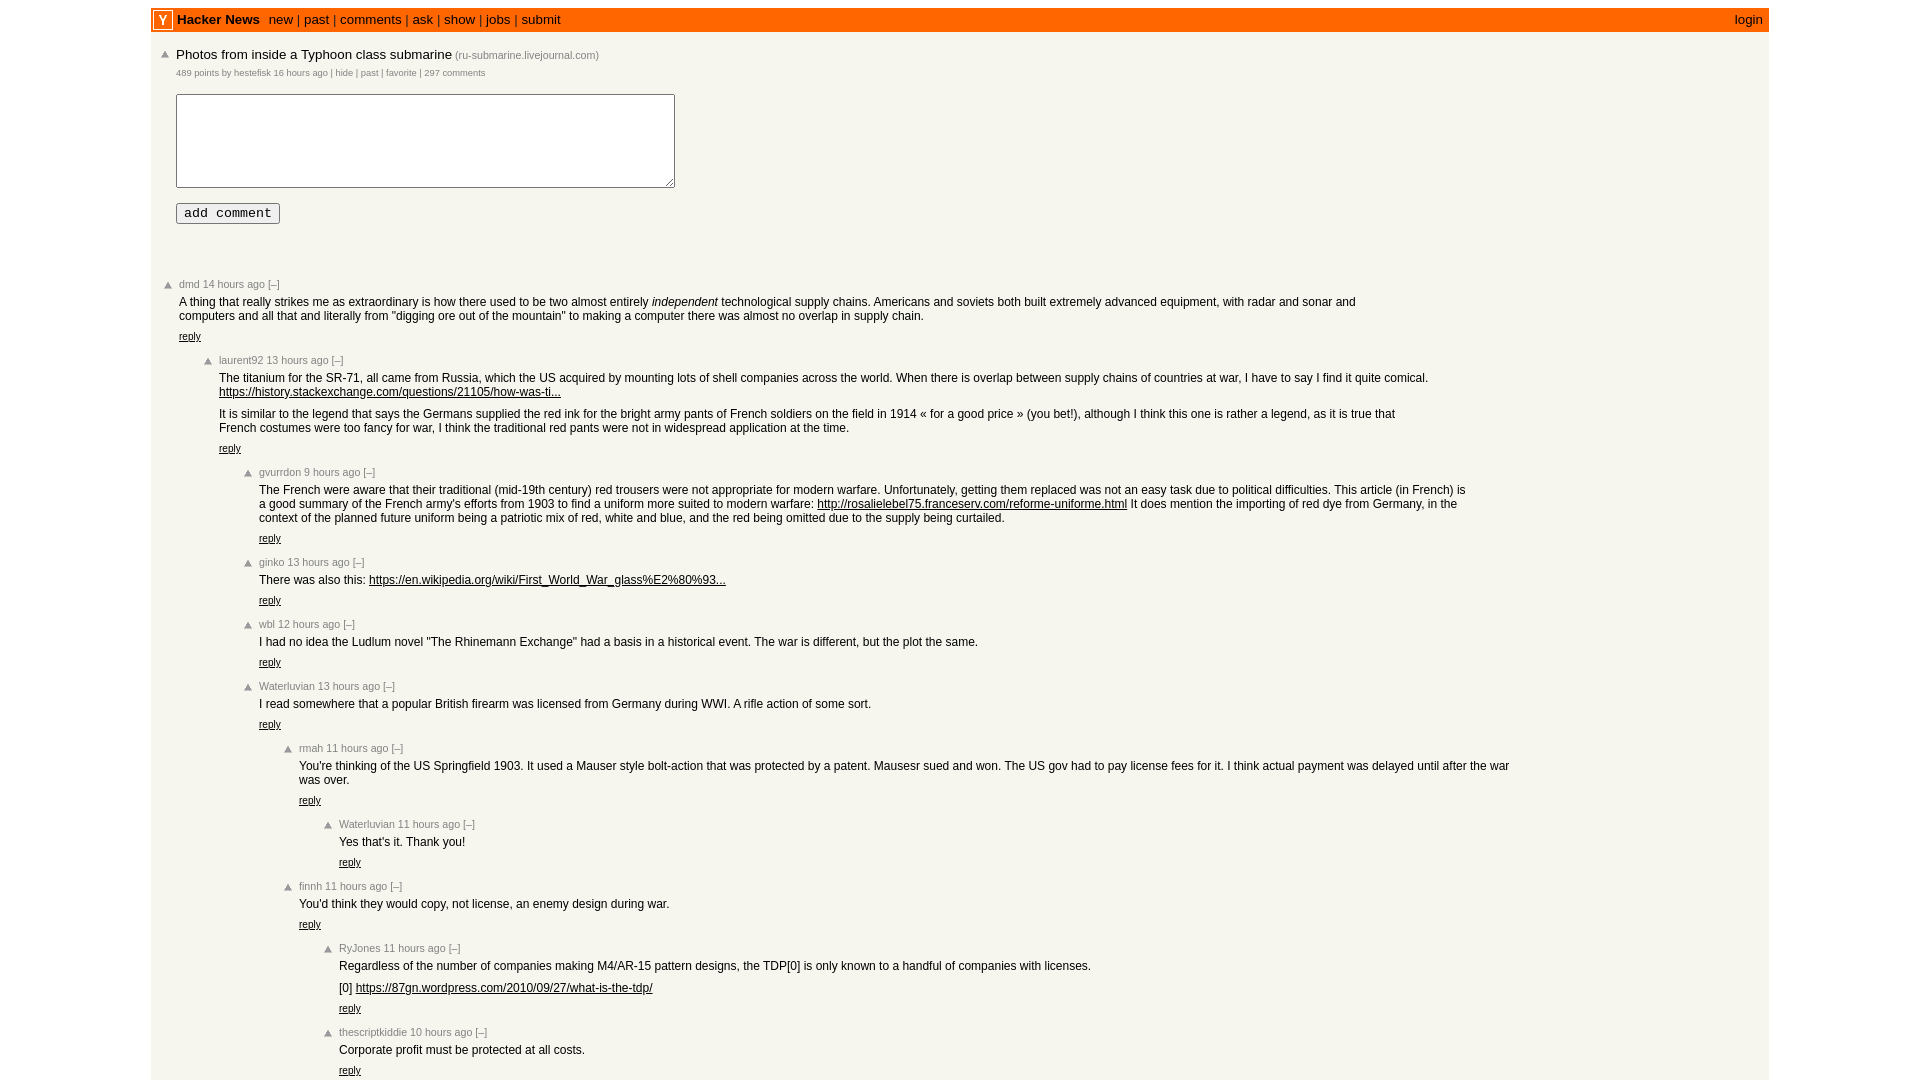 Y Hacker News new | past | comments | ask | show | jobs | submit login
Photos from inside a Typhoon class submarine (ru-submarine.livejournal.com)
489 points by hestefisk 16 hours ago | hide | past | favorite | 297 comments
add comment
dmd 14 hours ago [–]
A thing that really strikes me as extraordinary is how there used to be two almost entirely independent technological supply chains. Americans and soviets both built extremely advanced equipment, with radar and sonar and
computers and all that and literally from "digging ore out of the mountain" to making a computer there was almost no overlap in supply chain.
reply
laurent92 13 hours ago [–]
The titanium for the SR-71, all came from Russia, which the US acquired by mounting lots of shell companies across the world. When there is overlap between supply chains of countries at war, I have to say I find it quite comical.
https://history.stackexchange.com/questions/21105/how-was-ti...
It is similar to the legend that says the Germans supplied the red ink for the bright army pants of French soldiers on the field in 1914 « for a good price » (you bet!), although I think this one is rather a legend, as it is true that
French costumes were too fancy for war, I think the traditional red pants were not in widespread application at the time.
reply
gvurrdon 9 hours ago [–]
The French were aware that their traditional (mid-19th century) red trousers were not appropriate for modern warfare. Unfortunately, getting them replaced was not an easy task due to political difficulties. This article (in French) is
a good summary of the French army's efforts from 1903 to find a uniform more suited to modern warfare: http://rosalielebel75.franceserv.com/reforme-uniforme.html It does mention the importing of red dye from Germany, in the
context of the planned future uniform being a patriotic mix of red, white and blue, and the red being omitted due to the supply being curtailed.
reply
ginko 13 hours ago [–]
There was also this: https://en.wikipedia.org/wiki/First_World_War_glass%E2%80%93...
reply
wbl 12 hours ago [–]
I had no idea the Ludlum novel "The Rhinemann Exchange" had a basis in a historical event. The war is different, but the plot the same.
reply
Waterluvian 13 hours ago [–]
I read somewhere that a popular British firearm was licensed from Germany during WWI. A rifle action of some sort.
reply
rmah 11 hours ago [–]
You're thinking of the US Springfield 1903. It used a Mauser style bolt-action that was protected by a patent. Mausesr sued and won. The US gov had to pay license fees for it. I think actual payment was delayed until after the war
was over.
reply
Waterluvian 11 hours ago [–]
Yes that's it. Thank you!
reply
finnh 11 hours ago [–]
You'd think they would copy, not license, an enemy design during war.
reply
RyJones 11 hours ago [–]
Regardless of the number of companies making M4/AR-15 pattern designs, the TDP[0] is only known to a handful of companies with licenses.
[0] https://87gn.wordpress.com/2010/09/27/what-is-the-tdp/
reply
thescriptkiddie 10 hours ago [–]
Corporate profit must be protected at all costs.
reply